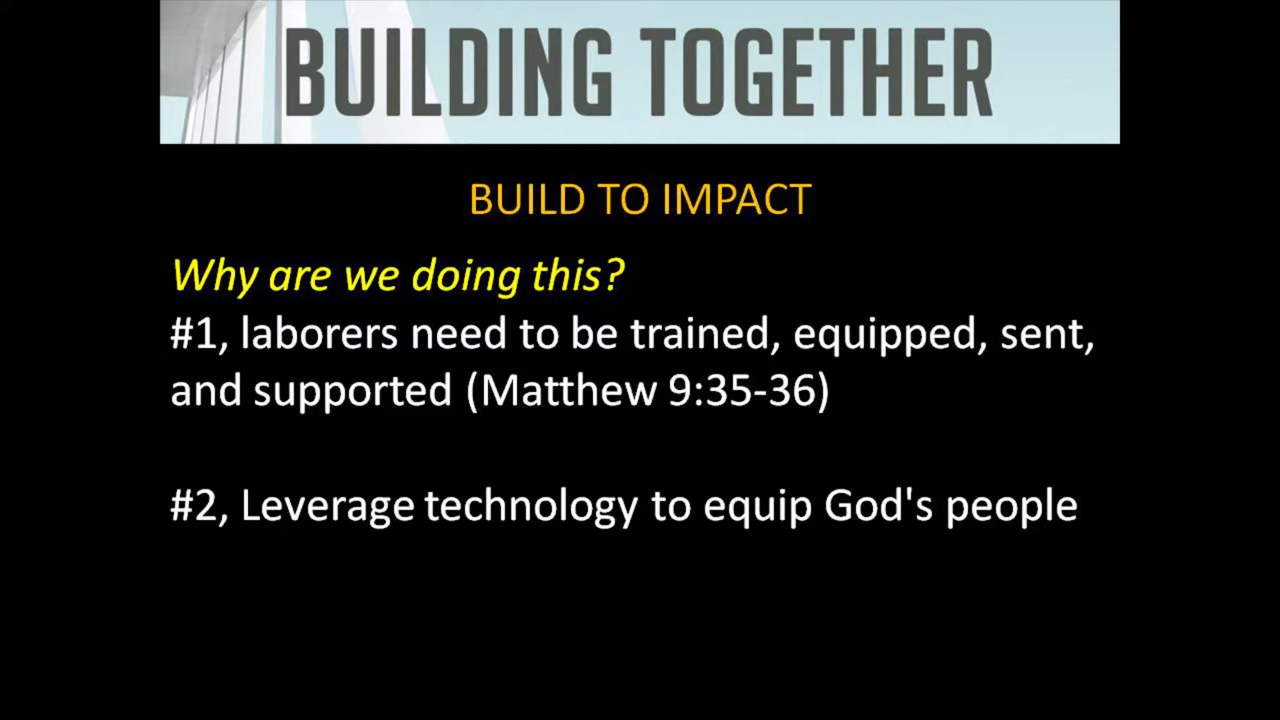 BUILDING TOGETHER
BUILD TO IMPACT
Why are we doing this?
#1, laborers need to be trained, equipped, sent,
and supported (Matthew 9:35-36)
#2, Leverage technology to equip God's people